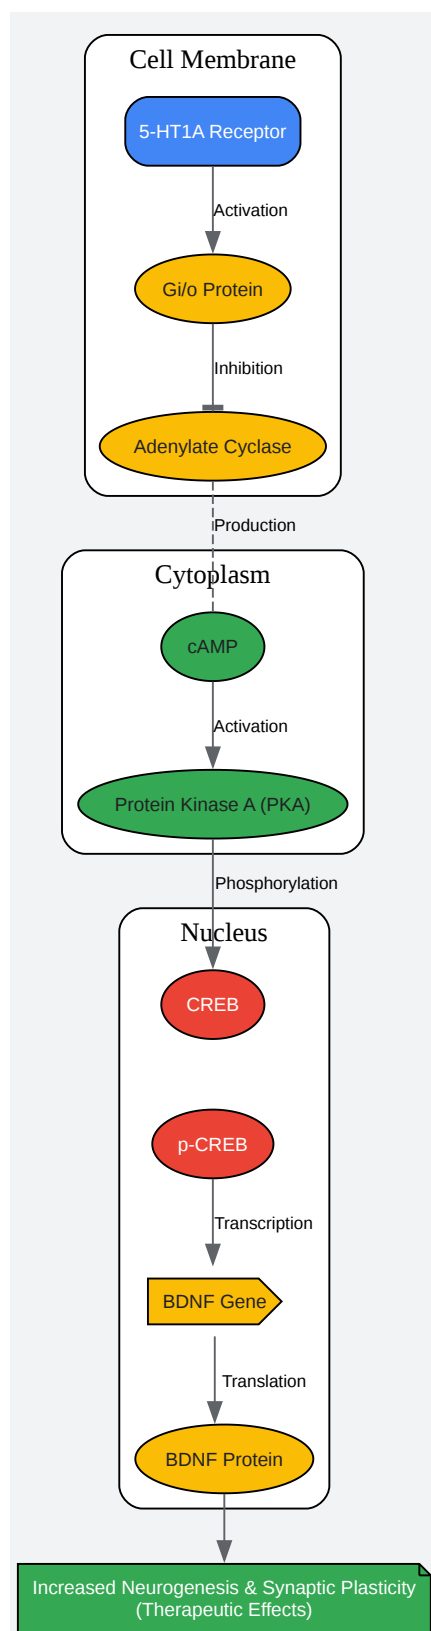 Cell Membrane
5-HT1A Receptor
Activation
Gi/o Protein
Inhibition
Adenylate Cyclase
Production
Cytoplasm
cAMP
Activation
Protein Kinase A (PKA)
Phosphorylation
Nucleus
CREB
p-CREB
Transcription
BDNF Gene
Translation
BDNF Protein
Increased Neurogenesis & Synaptic Plasticity
(Therapeutic Effects)